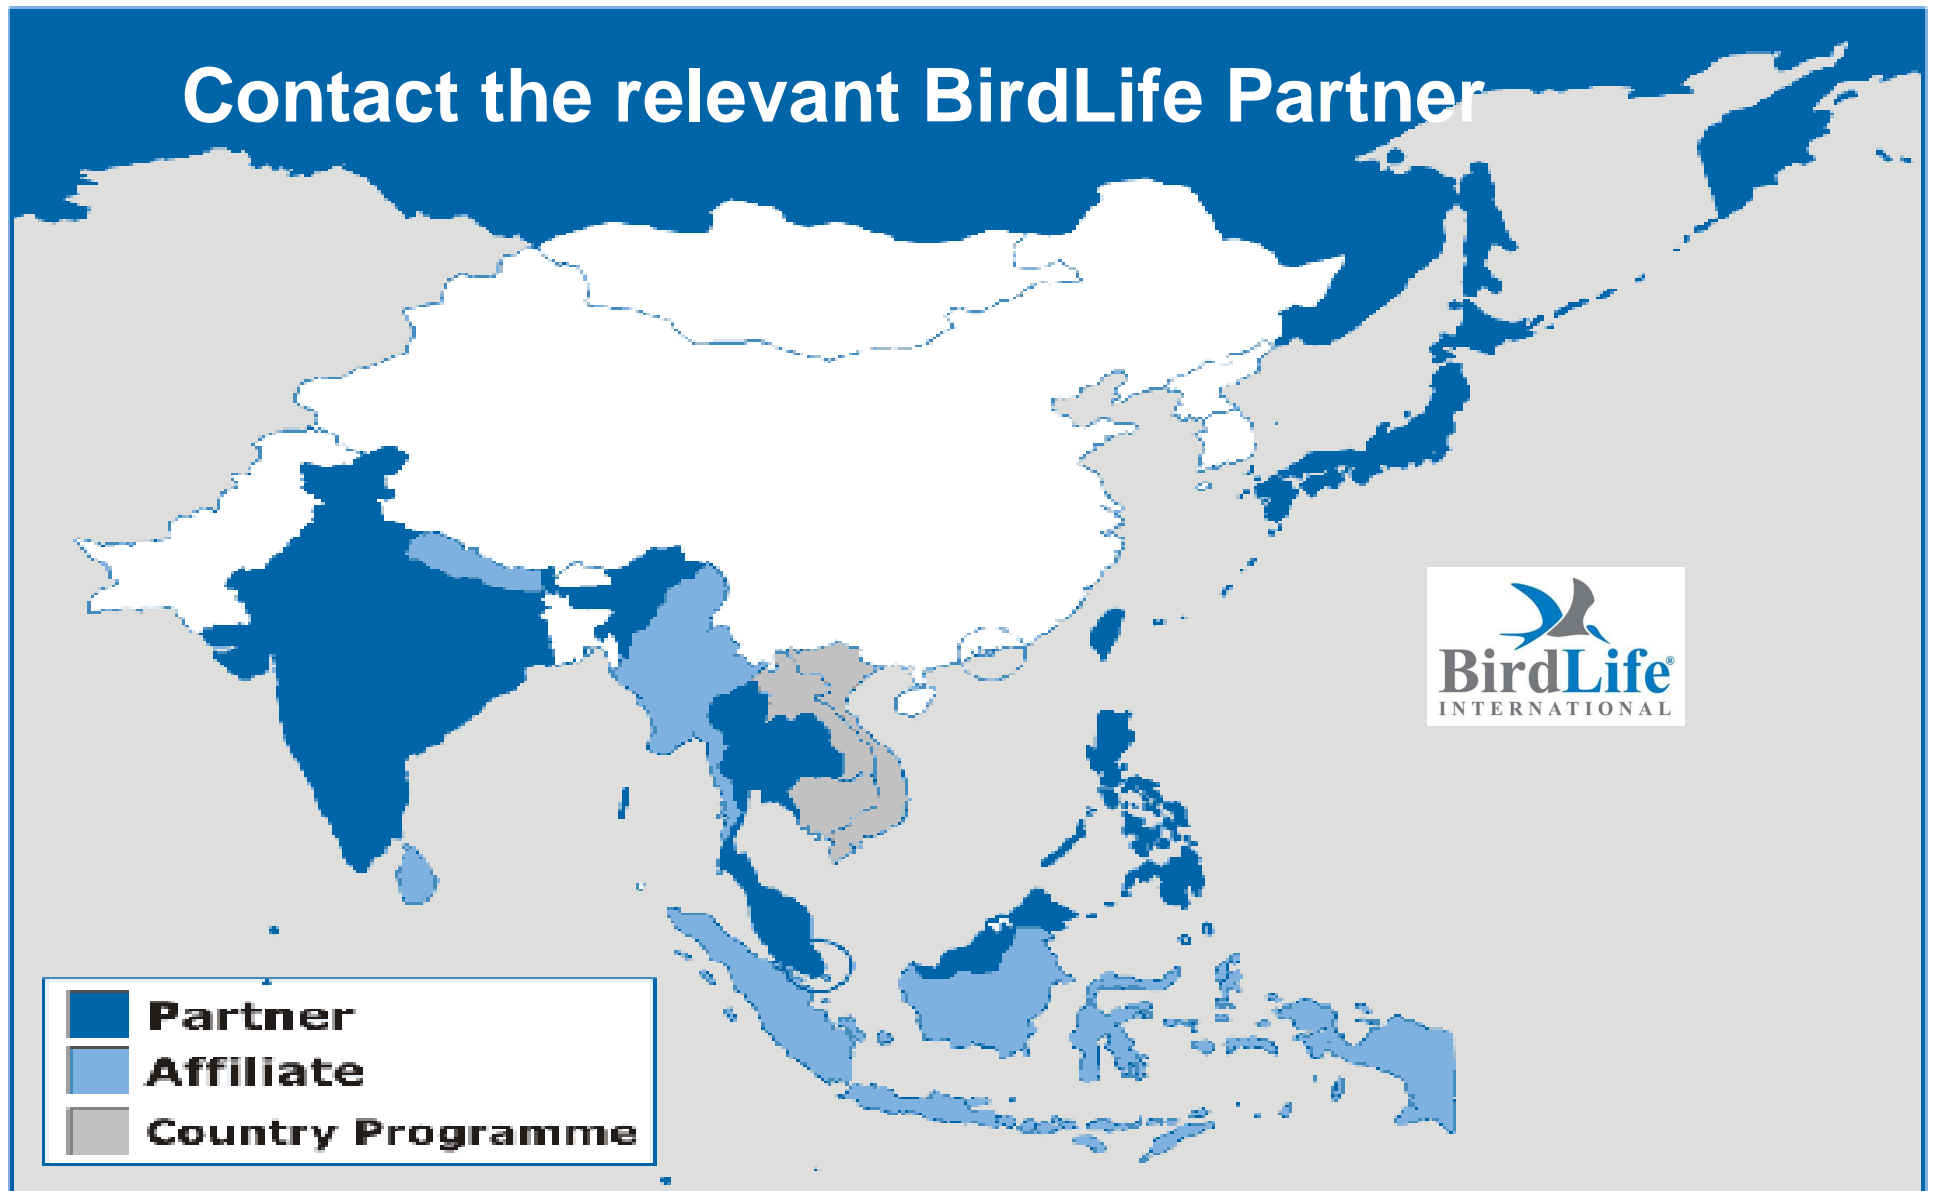 Contact the relevant BirdLife Partner
BirdLife®
INTERNATIONAL
Partner
Affiliate
Country Programme